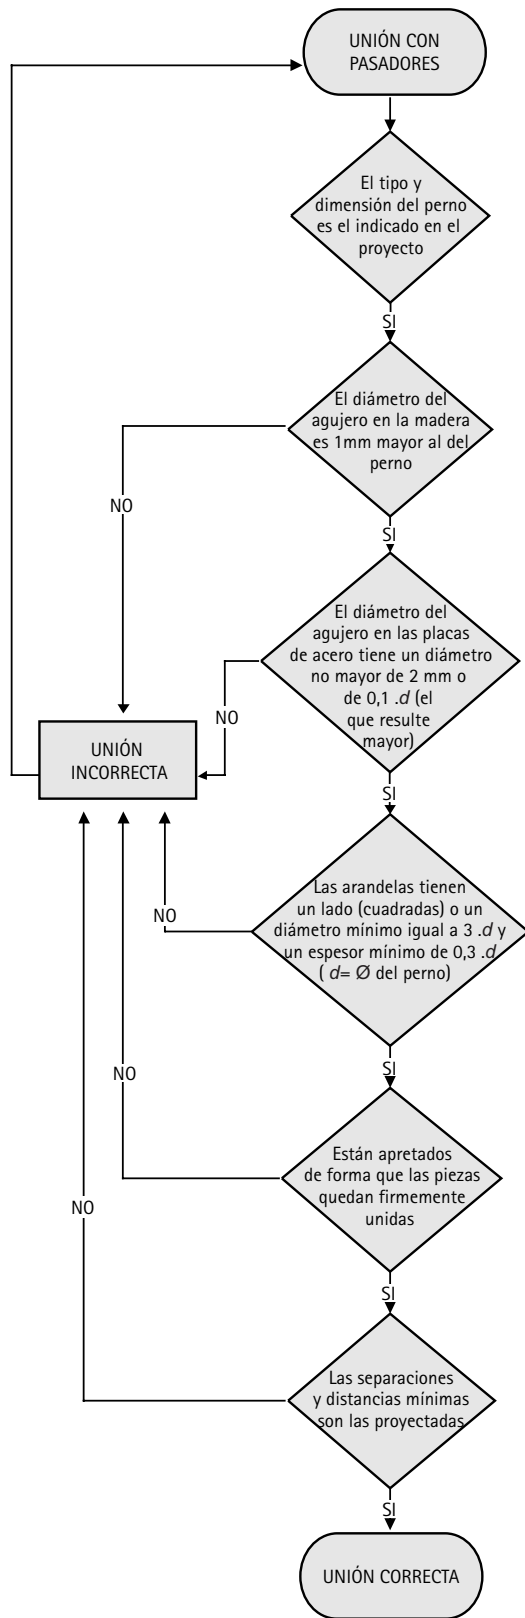 UNIÓN CON
PASADORES
El tipo y
dimensión del perno
es el indicado en el
proyecto
SI
El diámetro del
agujero en la madera
es 1mm mayor al del
perno
NO
SI
El diámetro del
agujero en las placas
de acero tiene un diámetro
no mayor de 2 mm o
de 0,1 .d (el
que resulte
mayor)
NO
UNIÓN
INCORRECTA
SI
Las arandelas tienen
un lado (cuadradas) o un
diámetro mínimo igual a 3 .d y
un espesor mínimo de 0,3 .d
( d= Ø del perno)
NO
SI
Están apretados
de forma que las piezas
quedan firmemente
unidas
NO
SI
Las separaciones
y distancias mínimas
son las proyectadas
NO
SI
UNIÓN CORRECTA